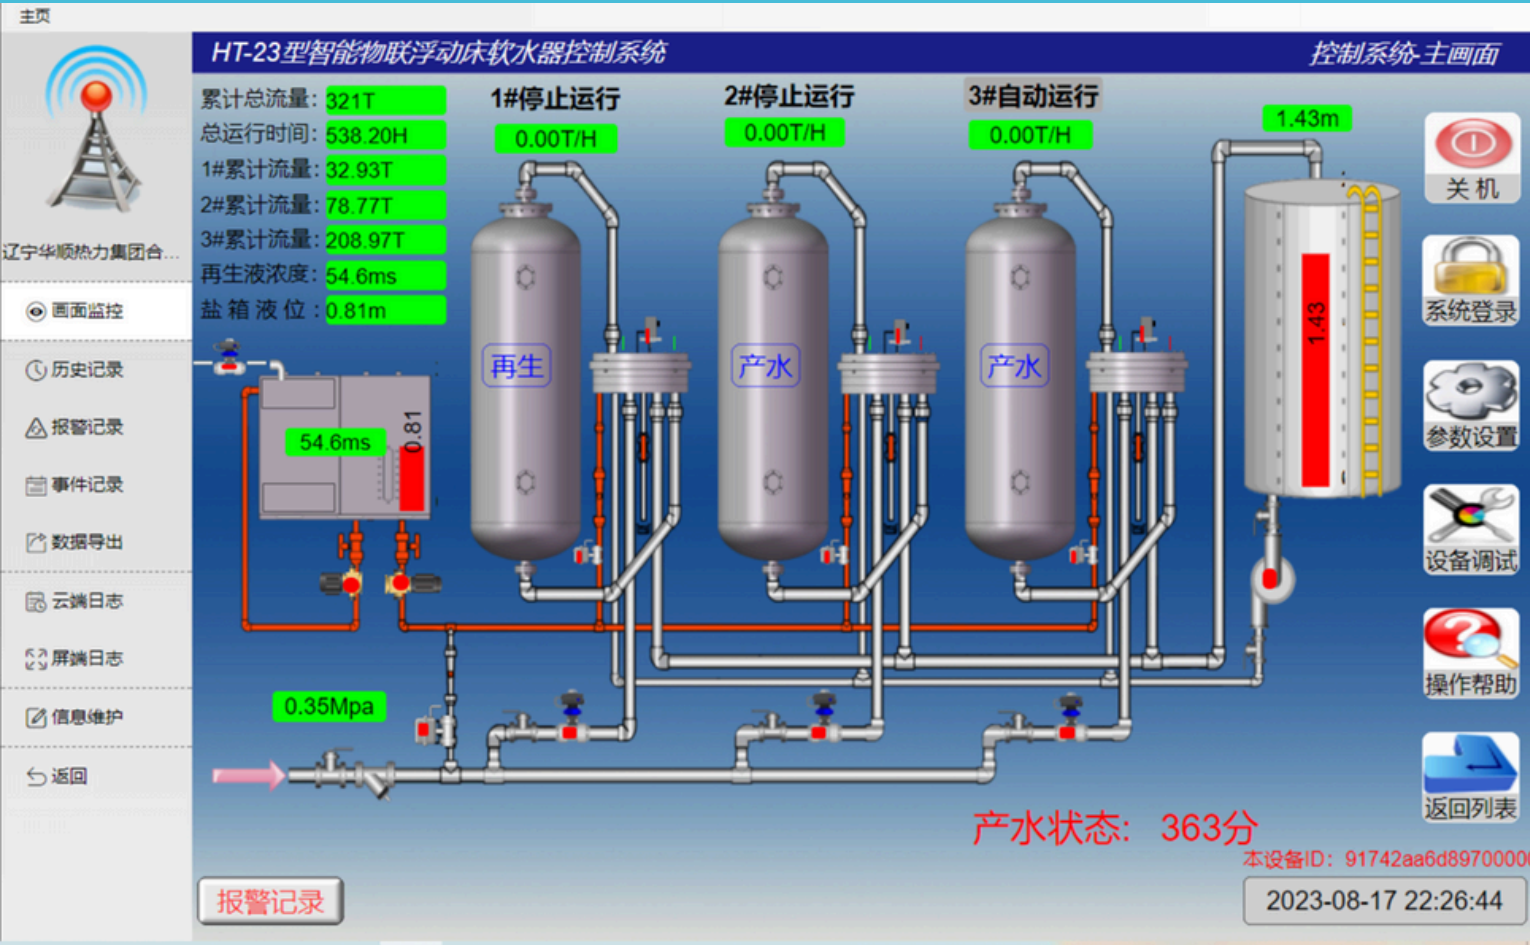 主页
HT-23型智能物联浮动床软水器控制系统
控制系统-主画面
累计总流量: 321T
总运行时间: 538.20H
1#累计流量: 32.93T
2#累计流量: 78.77T
3#累计流量: 208.97T
再生液浓度: 54.6ms
盐箱液位: 0.81m
1#停止运行
0.00T/H
2#停止运行
0.00T/H
3#自动运行
0.00T/H
1.43m
辽宁华顺热力集团合...
画面监控
历史记录
报警记录
事件记录
数据导出
云端日志
屏端日志
信息维护
返回
54.6ms
0.81
再生
产水
产水
1.43
关机
系统登录
参数设置
设备调试
操作帮助
返回列表
0.35Mpa
产水状态: 363分
本设备ID: 91742aa6d8970000
报警记录
2023-08-17 22:26:44